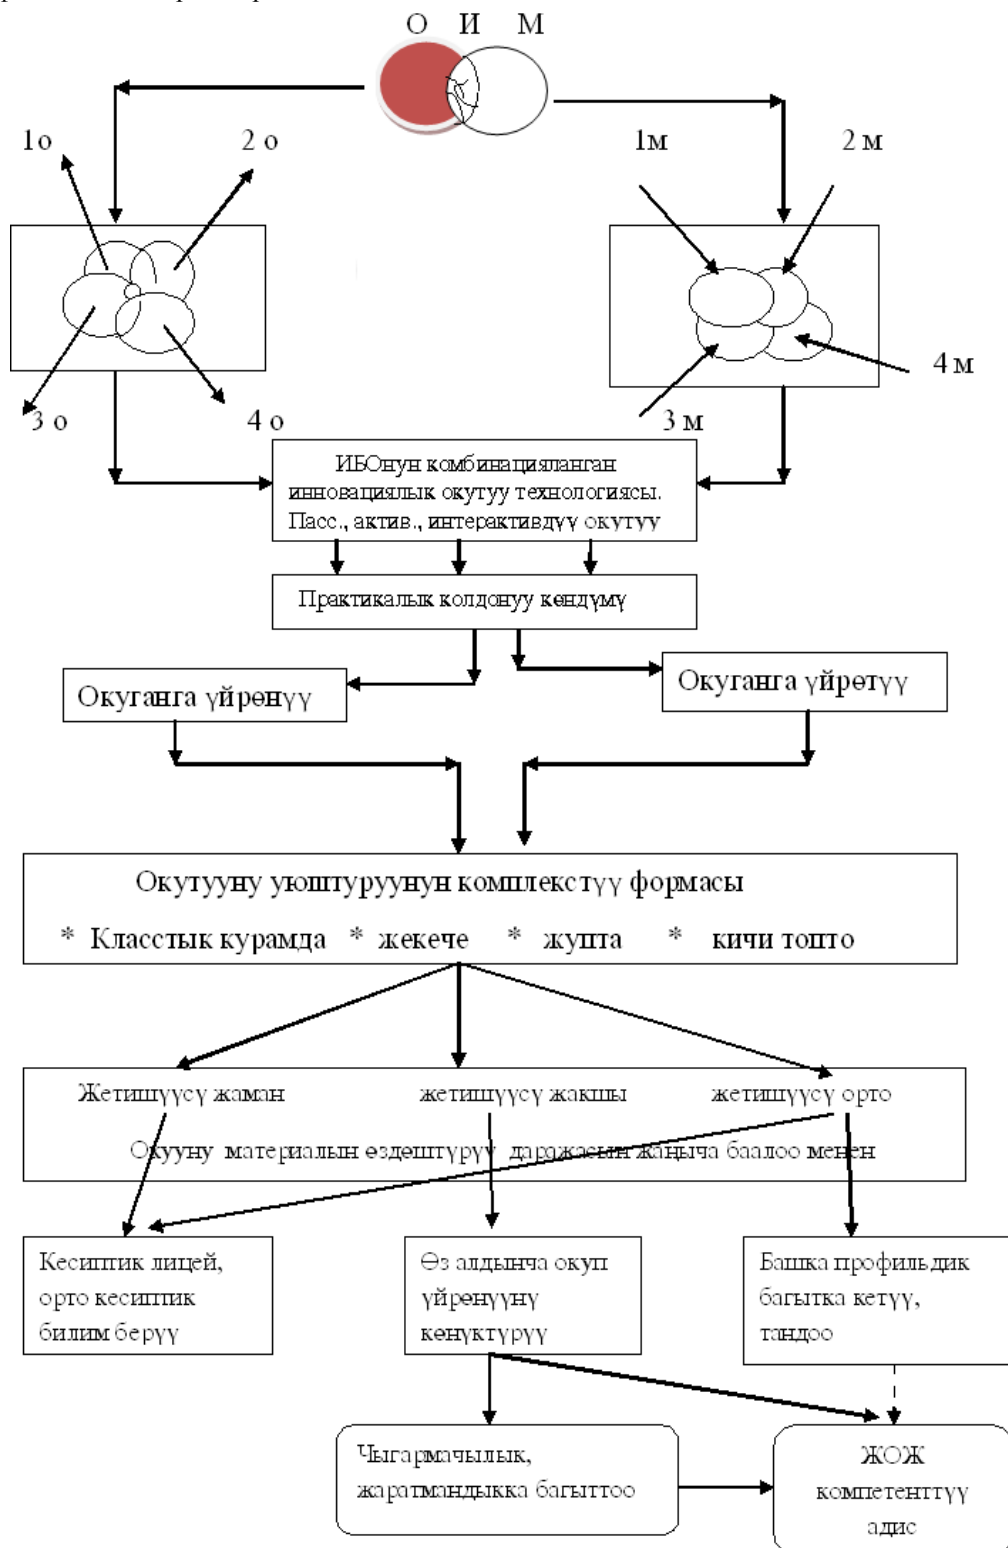 О И М
1о
2 о
1м
2 м
3 о
4 о
3 м
4 м
ИБОнун комбинацияланган
инновациялык окутуу технологиясы.
Пасс., актив., интерактивдүү окутуу
Практикалык колдонуу көндүмү
Окуганга үйрөнүү
Окуганга үйрөтүү
Окутууну уюштуруунун комплекстүү формасы
* Класстык курамда * жекече * жупта * кичи топто
Жетишүүсү жаман жетишүүсү жакшы жетишүүсү орто
Окууну материалын өздөштүрүү даражасын жаңыча баалоо менен
Кесиптик лицей,
орто кесиптик
билим берүү
Өз алдынча окуп
үйрөнүүнү
көнүктүрүү
Башка профильдик
багытка кетүү,
тандоо
Чыгармачылык,
жаратмандыкка багыттоо
ЖОЖ
компетенттүү
адис